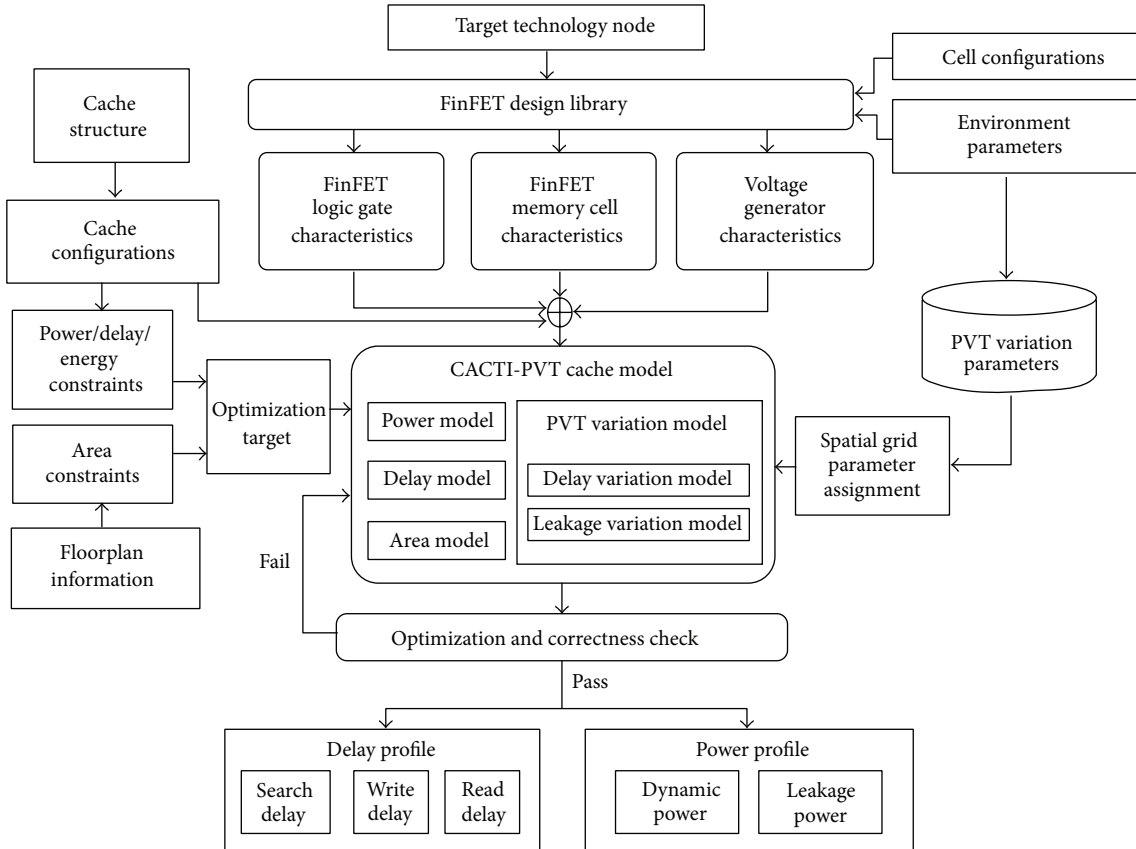 Target technology node
Cell configurations
FinFET design library
Cache
structure
Environment
parameters
FinFET
logic gate
characteristics
FinFET
memory cell
characteristics
Voltage
generator
characteristics
Cache
configurations
Power/delay/
energy
constraints
PVT variation
parameters
CACTI-PVT cache model
Optimization
target
Power model
PVT variation model
Area
constraints
Spatial grid
parameter
assignment
Delay model
Delay variation model
Leakage variation model
Area model
Floorplan
information
Fail
Optimization and correctness check
Pass
Delay profile
Search
delay
Write
delay
Read
delay
Power profile
Dynamic
power
Leakage
power